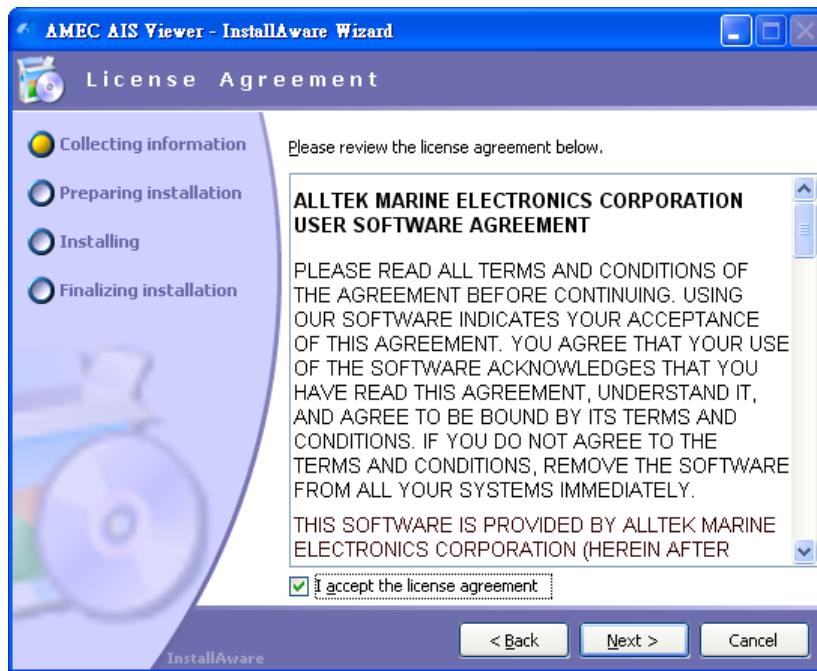 AMEC AIS Viewer - InstallAware Wizard
License Agreement
Collecting information
Preparing installation
Installing
Finalizing installation
Please review the license agreement below.
ALLTEK MARINE ELECTRONICS CORPORATION
USER SOFTWARE AGREEMENT
PLEASE READ ALL TERMS AND CONDITIONS OF
THE AGREEMENT BEFORE CONTINUING. USING
OUR SOFTWARE INDICATES YOUR ACCEPTANCE
OF THIS AGREEMENT. YOU AGREE THAT YOUR USE
OF THE SOFTWARE ACKNOWLEDGES THAT YOU
HAVE READ THIS AGREEMENT, UNDERSTAND IT,
AND AGREE TO BE BOUND BY ITS TERMS AND
CONDITIONS. IF YOU DO NOT AGREE TO THE
TERMS AND CONDITIONS, REMOVE THE SOFTWARE
FROM ALL YOUR SYSTEMS IMMEDIATELY.
THIS SOFTWARE IS PROVIDED BY ALLTEK MARINE
ELECTRONICS CORPORATION (HEREIN AFTER
I accept the license agreement
< Back
Next >
Cancel
InstallAware